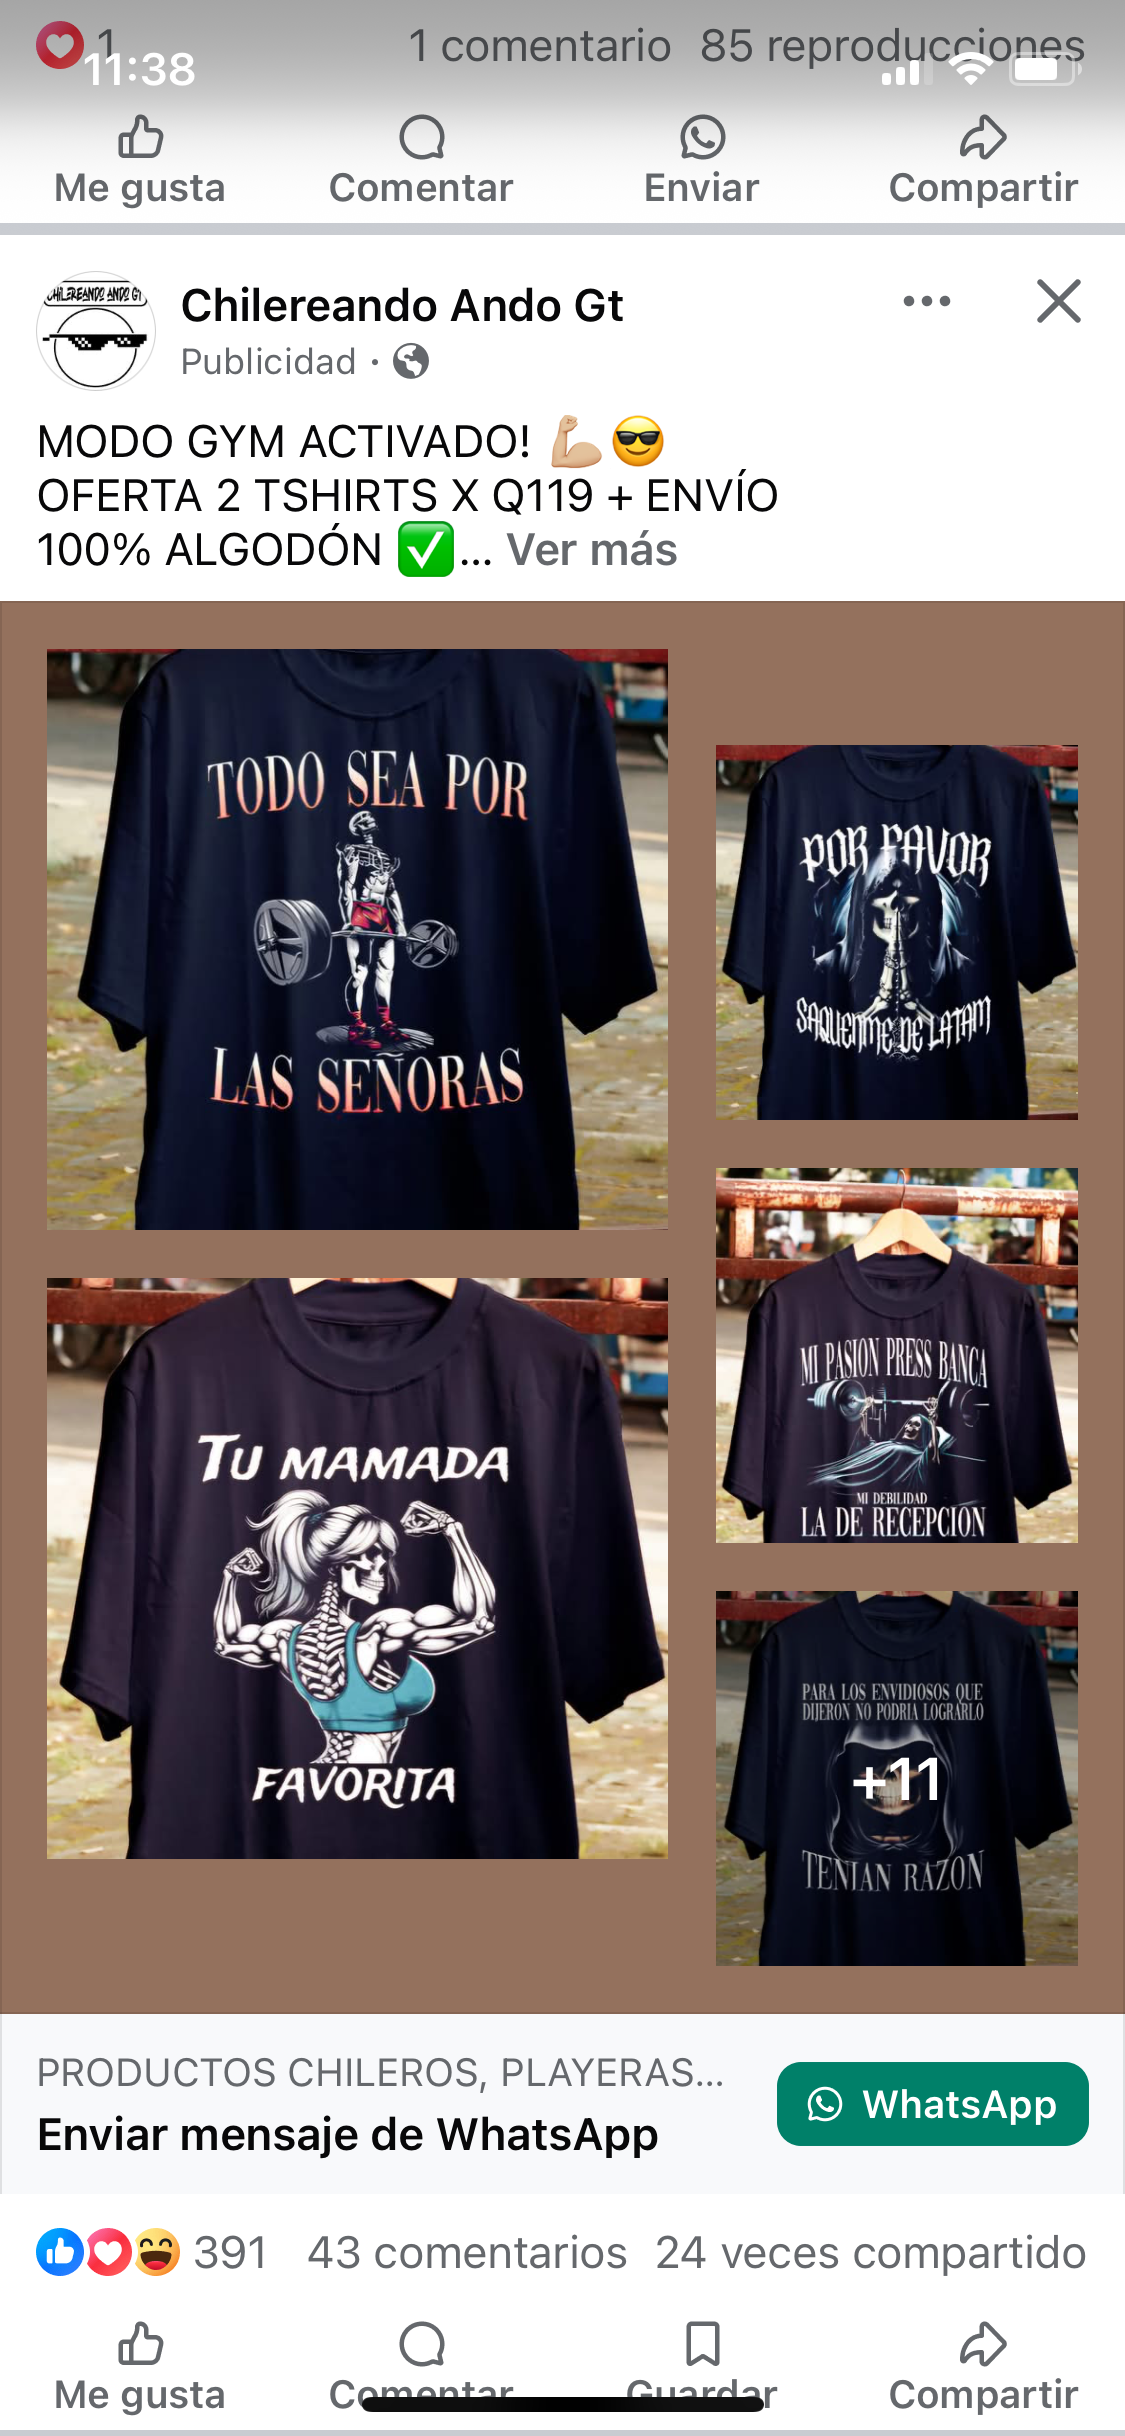 1
11:38
1 comentario 85 reproducciones
Me gusta Comentar Enviar Compartir
CHILEREANDO ANDO GT
Chilereando Ando Gt
Publicidad ·
MODO GYM ACTIVADO! 💪🏼😎
OFERTA 2 TSHIRTS X Q119 + ENVÍO
100% ALGODÓN ✅... Ver más
TODO SEA POR
LAS SEÑORAS
POR FAVOR
SAQUENME DE LATAM
MI PASION PRESS BANCA
MI DEBILIDAD
LA DE RECEPCION
TU MAMADA
FAVORITA
PARA LOS ENVIDIOSOS QUE
DIJERON NO PODRIA LOGRARLO
+11
TENIAN RAZON
PRODUCTOS CHILEROS, PLAYERAS...
Enviar mensaje de WhatsApp
WhatsApp
391 43 comentarios 24 veces compartido
Me gusta Comentar Guardar Compartir